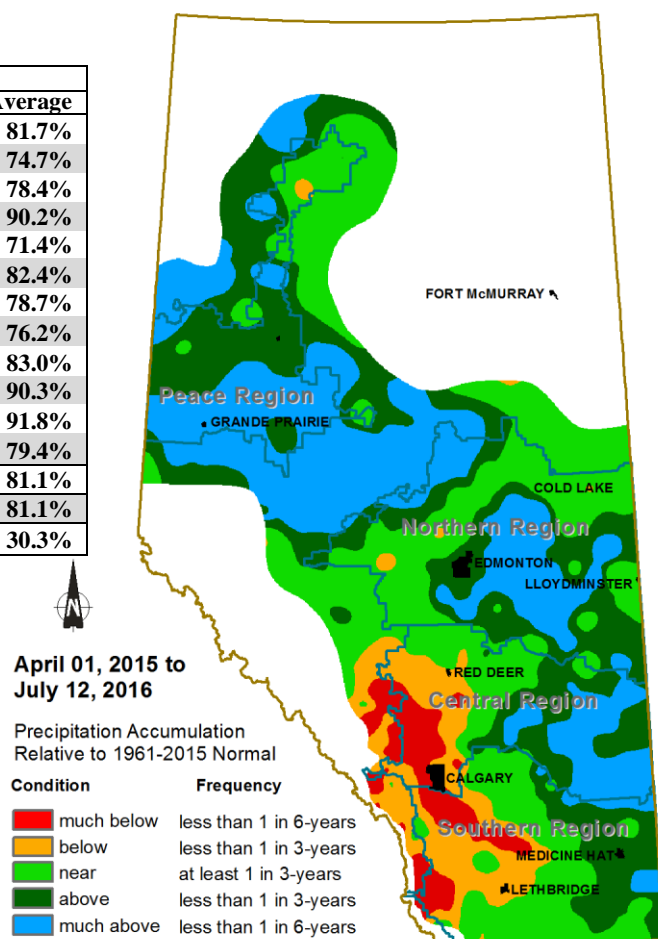 Average
81.7%
74.7%
78.4%
90.2%
71.4%
82.4%
78.7%
76.2%
83.0%
90.3%
91.8%
79.4%
81.1%
81.1%
30.3%
FORT McMURRAY
Peace Region
GRANDE PRAIRIE
COLD LAKE
Northern Region
EDMONTON
LLOYDMINSTER
RED DEER
Central Region
CALGARY
Southern Region
MEDICINE HAT
LETHBRIDGE
N
April 01, 2015 to
July 12, 2016
Precipitation Accumulation
Relative to 1961-2015 Normal
Condition Frequency
much below less than 1 in 6-years
below less than 1 in 3-years
near at least 1 in 3-years
above less than 1 in 3-years
much above less than 1 in 6-years